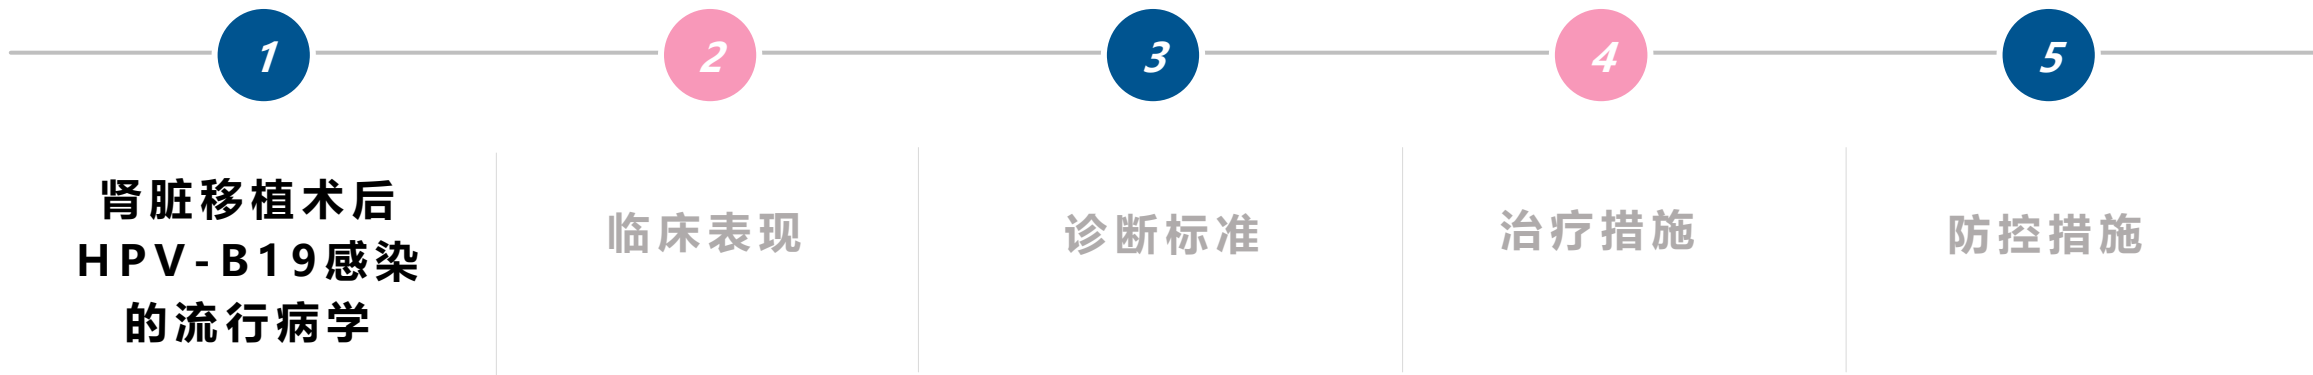 1
2
3
4
5
肾脏移植术后
HPV-B19感染
的流行病学
临床表现
诊断标准
治疗措施
防控措施